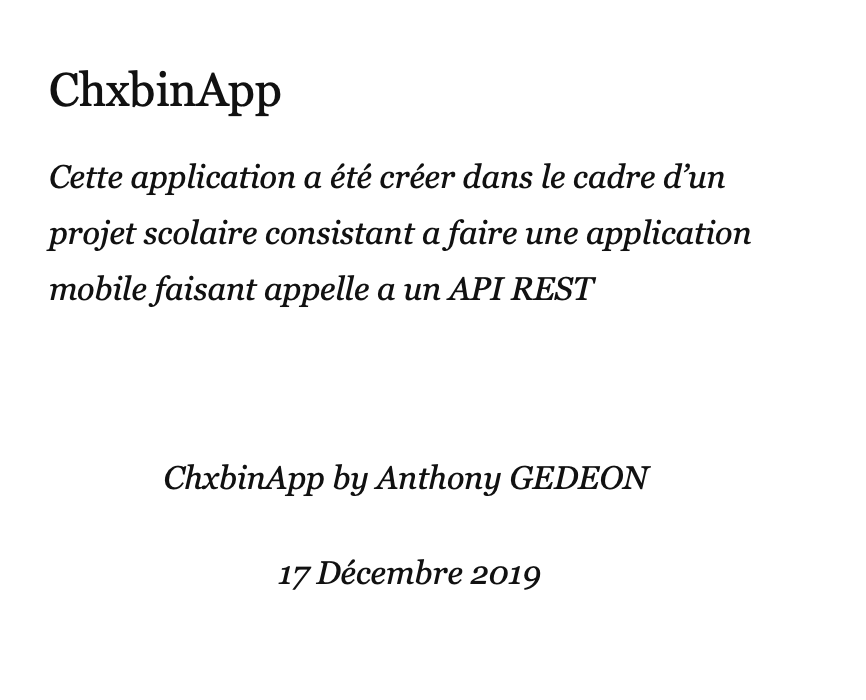 ChxbinApp
Cette application a été créer dans le cadre d’un
projet scolaire consistant a faire une application
mobile faisant appelle a un API REST
ChxbinApp by Anthony GEDEON
17 Décembre 2019